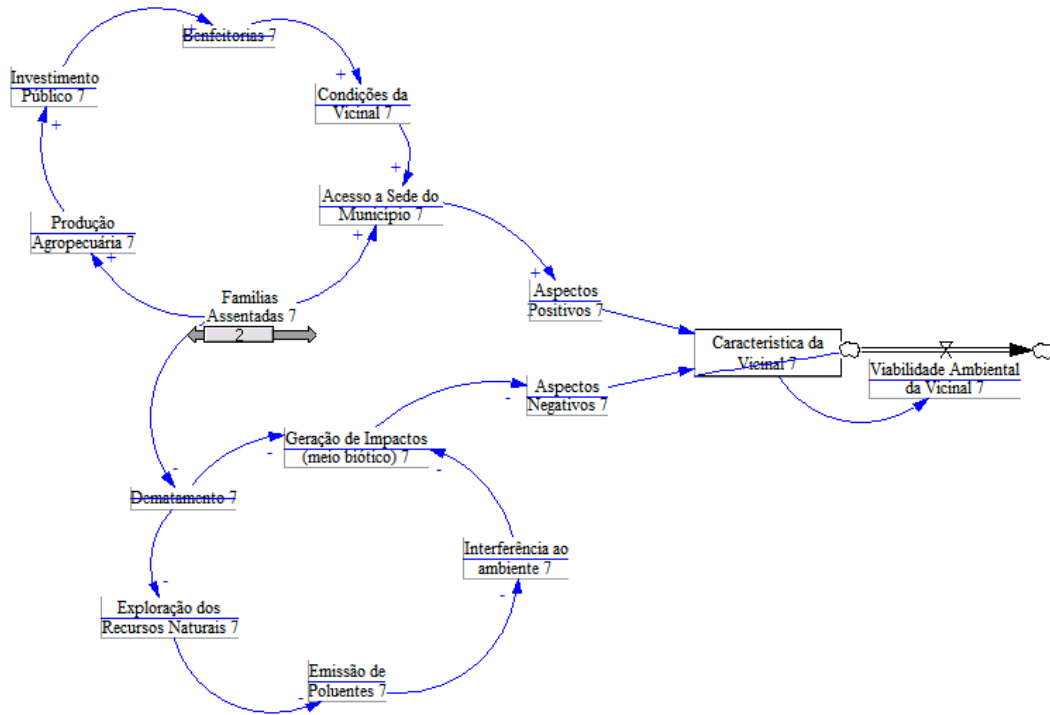 Benfeitorias 7
+
Investimento
Público 7
+
Condições da
Vicinal 7
+
+
Acesso a Sede do
Município 7
+
Produção
Agropecuária 7
+
Famílias
Assentadas 7
2
+
Aspectos
Positivos 7
Característica da
Vicinal 7
Viabilidade Ambiental
da Vicinal 7
Aspectos
Negativos 7
-
Geração de Impactos
(meio biótico) 7
-
-
-
Dematamento 7
Interferência ao
ambiente 7
-
-
Exploração dos
Recursos Naturais 7
Emissão de
Poluentes 7
-